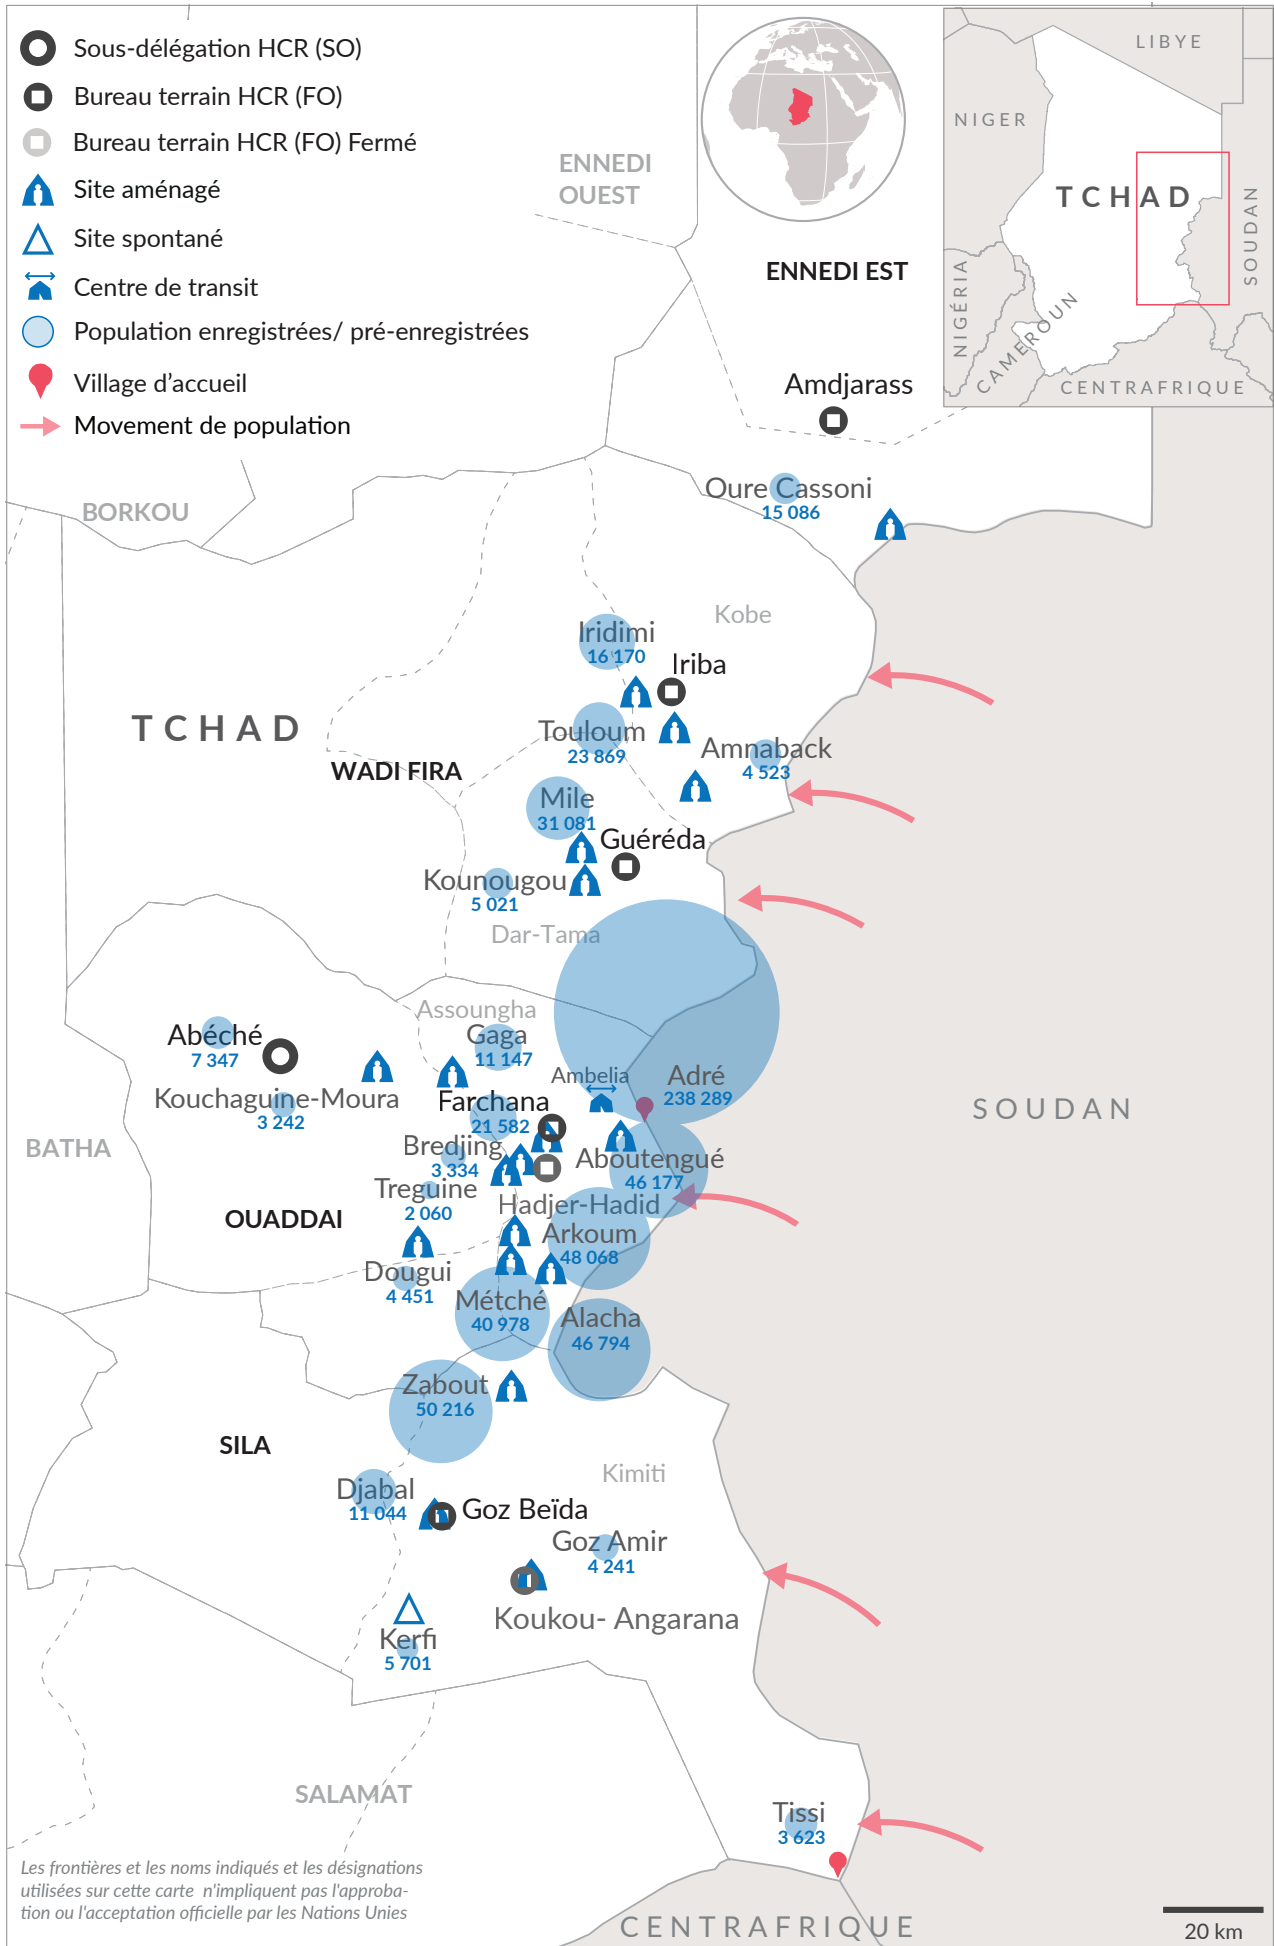 Sous-délégation HCR (SO)
Bureau terrain HCR (FO)
Bureau terrain HCR (FO) Fermé
Site aménagé
Site spontané
Centre de transit
Population enregistrées/ pré-enregistrées
Village d'accueil
Movement de population
ENNEDI
OUEST
ENNEDI EST
LIBYE
NIGER
TCHAD
SOUDAN
NIGÉRIA
CAMEROUN
CENTRAFRIQUE
Amdjarass
Oure Cassoni
15 086
BORKOU
Kobe
Iridimi
16 170
Iriba
TCHAD
Touloum
23 869
Amnaback
4 523
WADI FIRA
Mile
31 081
Guéréda
Kounougou
5 021
Dar-Tama
Assoungha
Gaga
11 147
Abéché
7 347
Ambelia
Adré
238 289
Kouchaguine-Moura
3 242
Farchana
21 582
SOUDAN
BATHA
Bredjing
3 334
Aboutengué
46 177
Treguine
2 060
Hadjer-Hadid
OUADDAI
Arkoum
48 068
Dougui
4 451
Métché
40 978
Alacha
46 794
Zabout
50 216
SILA
Kimiti
Djabal
11 044
Goz Beïda
Goz Amir
4 241
Koukou- Angarana
Kerfi
5 701
SALAMAT
Tissi
3 623
Les frontières et les noms indiqués et les désignations
utilisées sur cette carte n'impliquent pas l'approba-
tion ou l'acceptation officielle par les Nations Unies
CENTRAFRIQUE
20 km